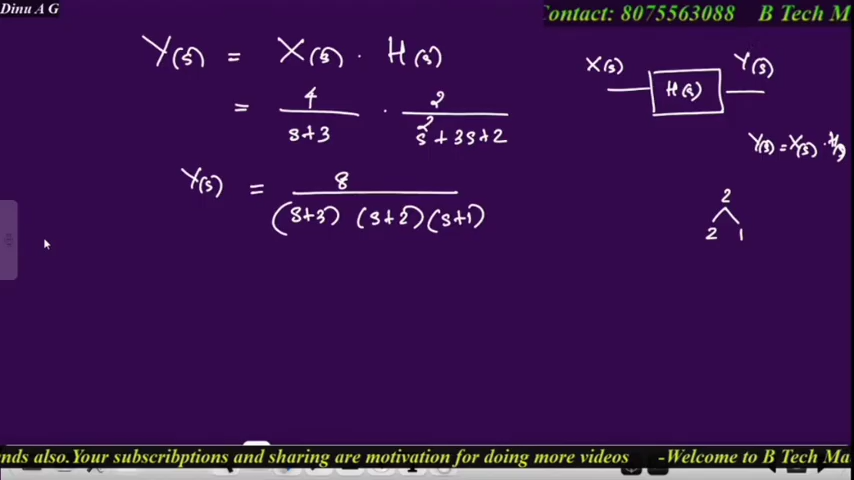 Dinu A G
Contact: 8075563088 B Tech M
Y(s) = X(s) · H(s)
= 4 / s+3 · 2 / s² + 3s + 2
Y(s) = 8 / (s+3) (s+2) (s+1)
X(s) H(s) Y(s)
Y(s) = X(s) · H(s)
2
2 1
nds also.Your subscribptions and sharing are motivation for doing more videos -Welcome to B Tech Ma